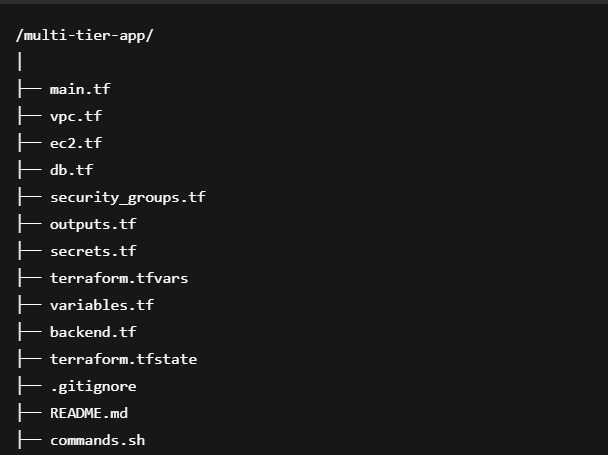 /multi-tier-app/
│
├── main.tf
├── vpc.tf
├── ec2.tf
├── db.tf
├── security_groups.tf
├── outputs.tf
├── secrets.tf
├── terraform.tfvars
├── variables.tf
├── backend.tf
├── terraform.tfstate
├── .gitignore
├── README.md
├── commands.sh